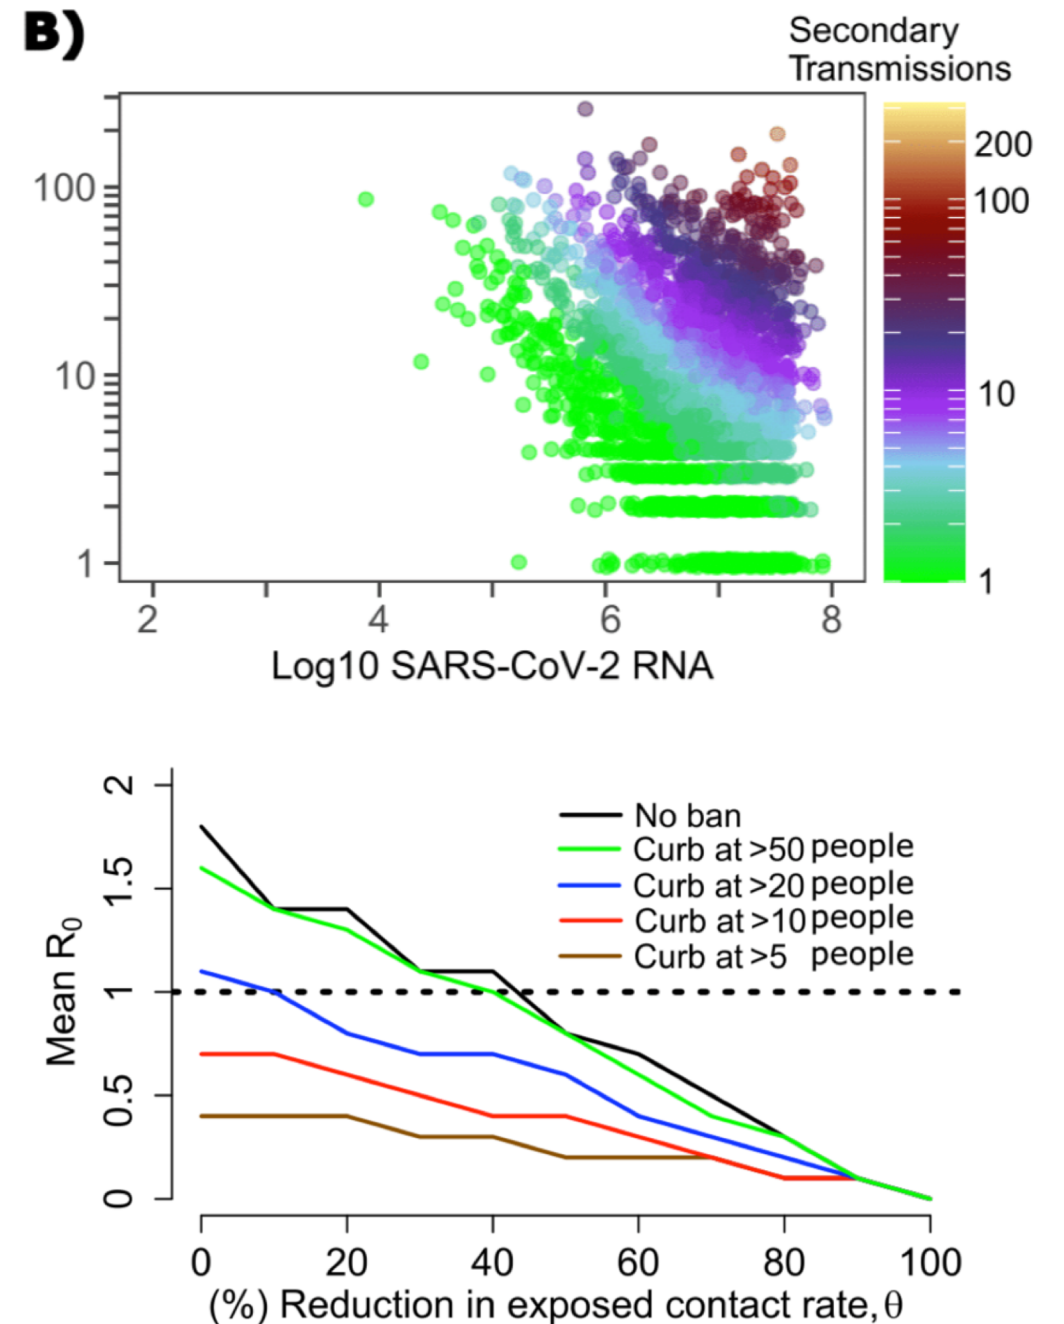 B)
Secondary
Transmissions
200
100
10
1
100
10
1
2 4 6 8
Log10 SARS-CoV-2 RNA
Mean R0
2
1.5
1
0.5
0
No ban
Curb at >50 people
Curb at >20 people
Curb at >10 people
Curb at >5 people
0 20 40 60 80 100
(%) Reduction in exposed contact rate, θ